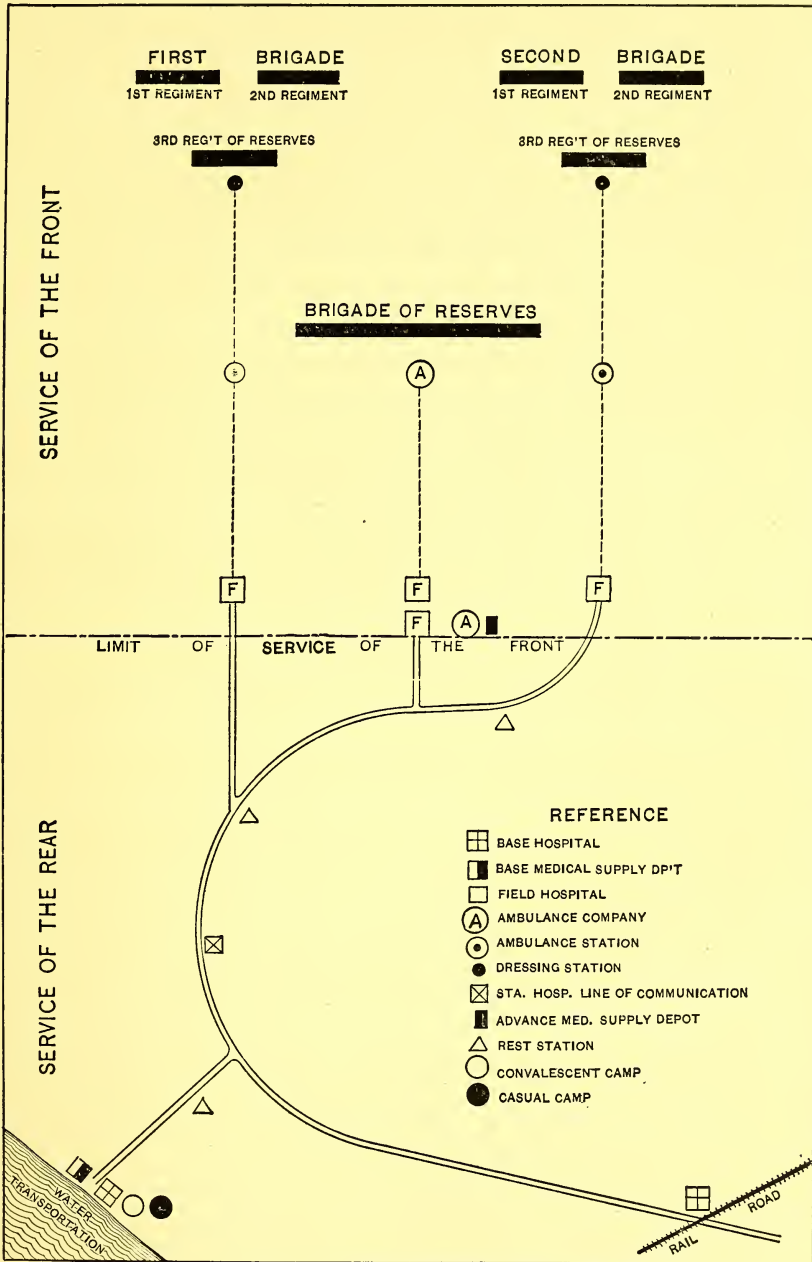 FIRST BRIGADE
1ST REGIMENT 2ND REGIMENT
3RD REG'T OF RESERVES
SECOND BRIGADE
1ST REGIMENT 2ND REGIMENT
3RD REG'T OF RESERVES
SERVICE OF THE FRONT
BRIGADE OF RESERVES
A
F
F
F
F
A
LIMIT OF SERVICE OF THE FRONT
SERVICE OF THE REAR
REFERENCE
BASE HOSPITAL
BASE MEDICAL SUPPLY DP'T
FIELD HOSPITAL
A AMBULANCE COMPANY
AMBULANCE STATION
DRESSING STATION
STA. HOSP. LINE OF COMMUNICATION
ADVANCE MED. SUPPLY DEPOT
REST STATION
CONVALESCENT CAMP
CASUAL CAMP
WATER
TRANSPORTATION
RAIL ROAD